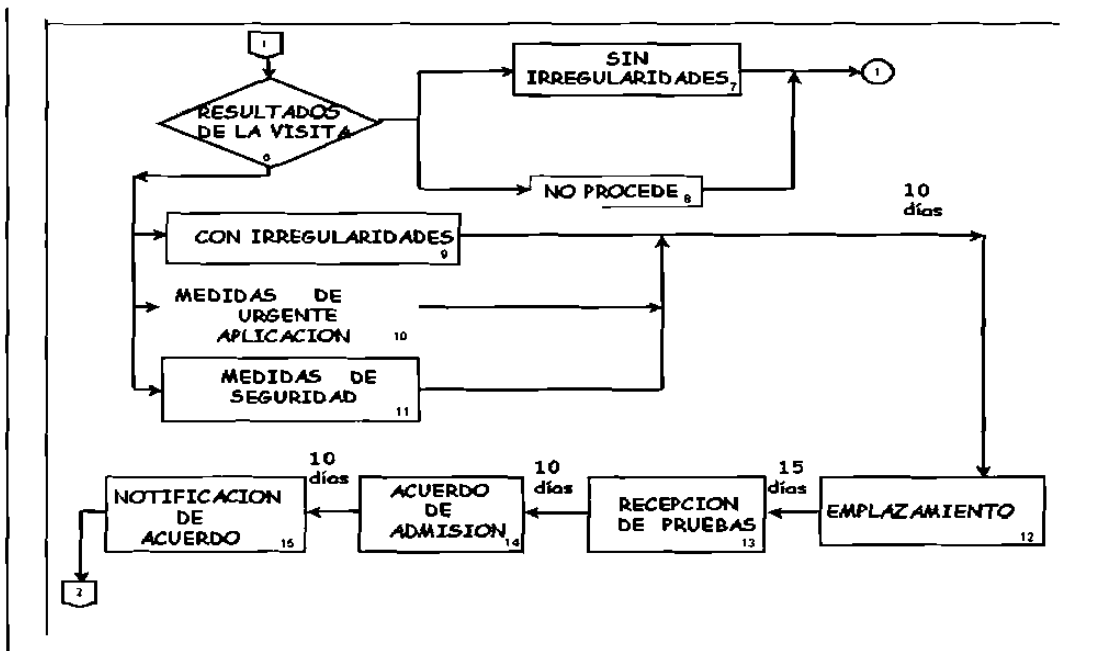 1
RESULTADOS
DE LA VISITA
6
SIN
IRREGULARIDADES
7
1
NO PROCEDE
8
10
días
CON IRREGULARIDADES
9
MEDIDAS DE
URGENTE
APLICACION
10
MEDIDAS DE
SEGURIDAD
11
EMPLAZAMIENTO
12
15
días
RECEPCION
DE PRUEBAS
13
10
días
ACUERDO
DE
ADMISION
14
10
días
NOTIFICACION
DE
ACUERDO
15
2